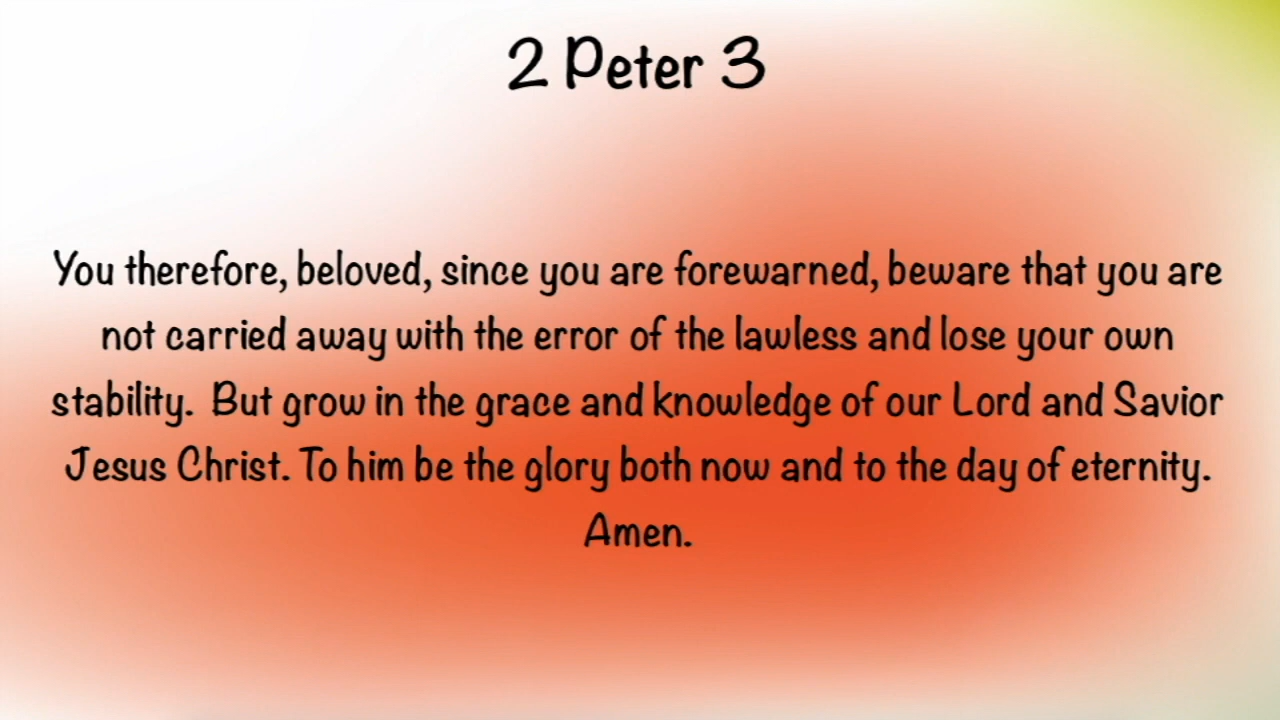 2 Peter 3
You therefore, beloved, since you are forewarned, beware that you are
not carried away with the error of the lawless and lose your own
stability.  But grow in the grace and knowledge of our Lord and Savior
Jesus Christ. To him be the glory both now and to the day of eternity.
Amen.